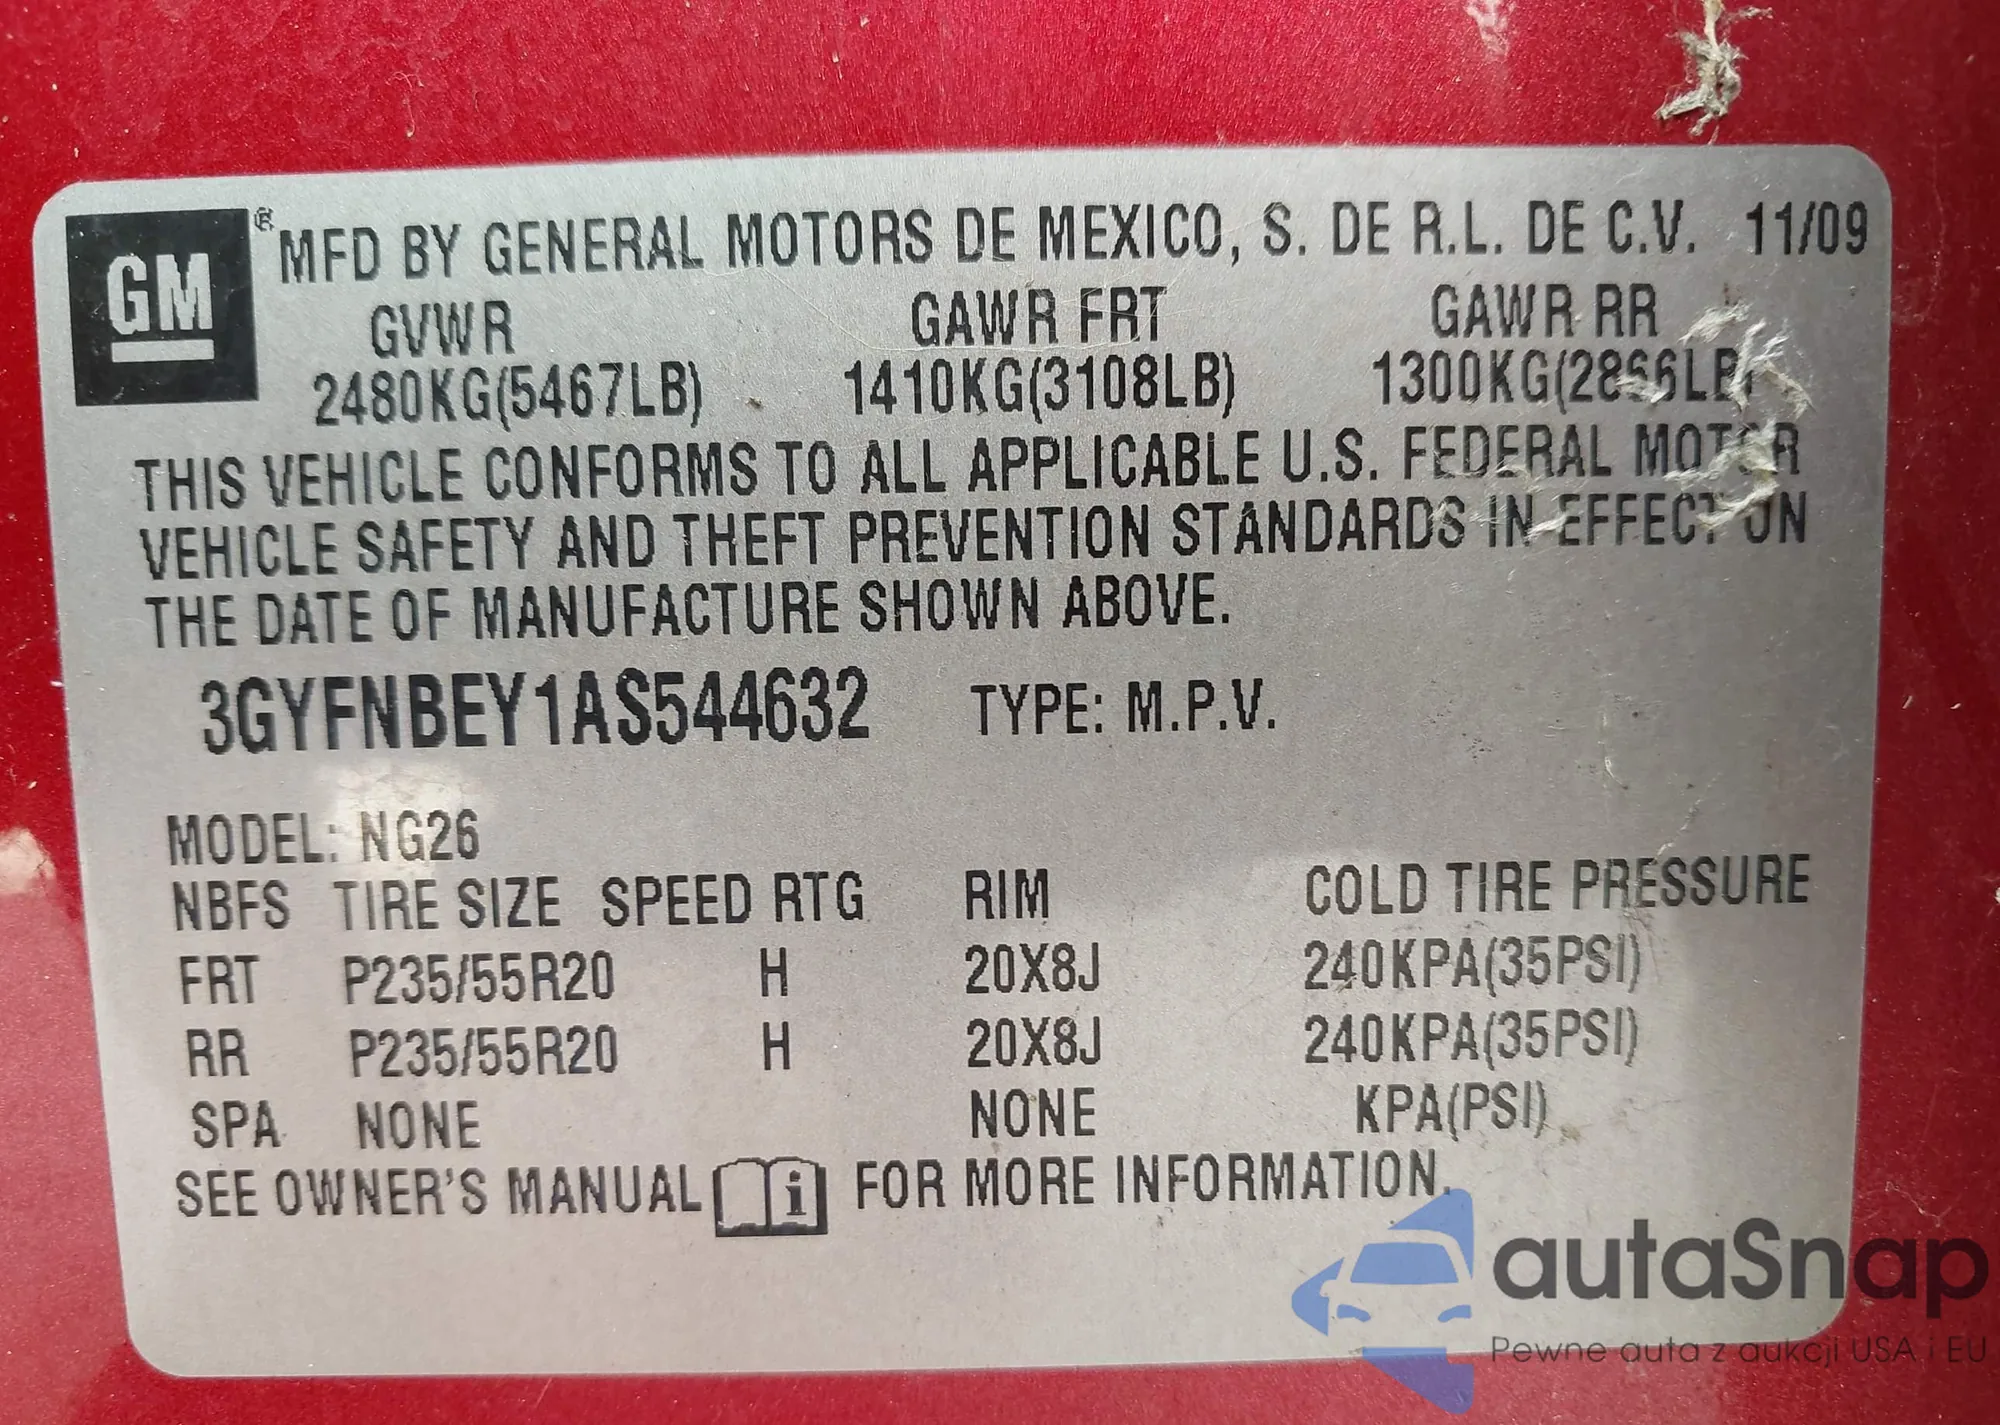 GM ® MFD BY GENERAL MOTORS DE MEXICO, S. DE R.L. DE C.V. 11/09
GVWR GAWR FRT GAWR RR
2480KG(5467LB) 1410KG(3108LB) 1300KG(2866LB)
THIS VEHICLE CONFORMS TO ALL APPLICABLE U.S. FEDERAL MOTOR
VEHICLE SAFETY AND THEFT PREVENTION STANDARDS IN EFFECT ON
THE DATE OF MANUFACTURE SHOWN ABOVE.
3GYFNBEY1AS544632 TYPE: M.P.V.
MODEL: NG26
NBFS TIRE SIZE SPEED RTG RIM COLD TIRE PRESSURE
FRT P235/55R20 H 20X8J 240KPA(35PSI)
RR P235/55R20 H 20X8J 240KPA(35PSI)
SPA NONE NONE KPA(PSI)
SEE OWNER'S MANUAL i FOR MORE INFORMATION.
autaSnap
Pewne auta z aukcji USA i EU